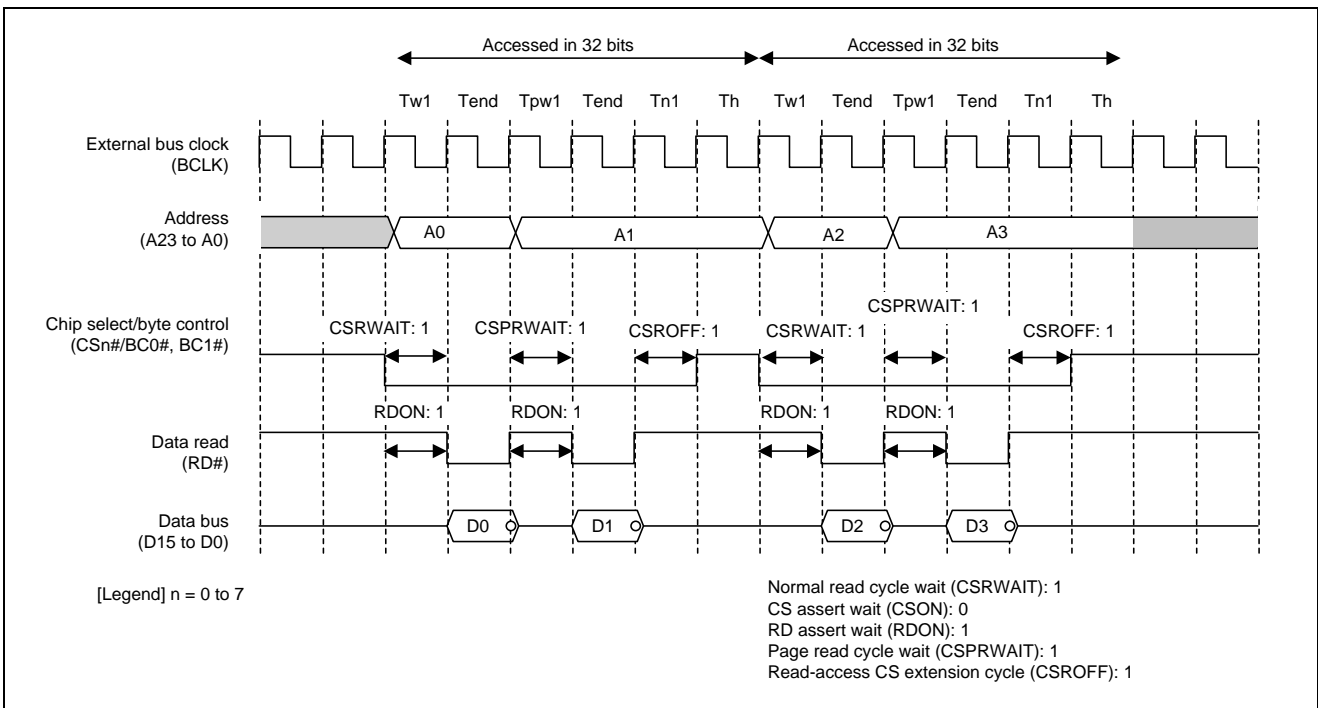 Accessed in 32 bits Accessed in 32 bits
Tw1 Tend Tpw1 Tend Tn1 Th Tw1 Tend Tpw1 Tend Tn1 Th
External bus clock
(BCLK)
Address
(A23 to A0)
A0 A1 A2 A3
CSPRWAIT: 1
Chip select/byte control
(CSn#/BC0#, BC1#)
CSRWAIT: 1 CSPRWAIT: 1 CSROFF: 1 CSRWAIT: 1 CSROFF: 1
RDON: 1 RDON: 1 RDON: 1 RDON: 1
Data read
(RD#)
Data bus
(D15 to D0)
D0 D1 D2 D3
[Legend] n = 0 to 7
Normal read cycle wait (CSRWAIT): 1
CS assert wait (CSON): 0
RD assert wait (RDON): 1
Page read cycle wait (CSPRWAIT): 1
Read-access CS extension cycle (CSROFF): 1